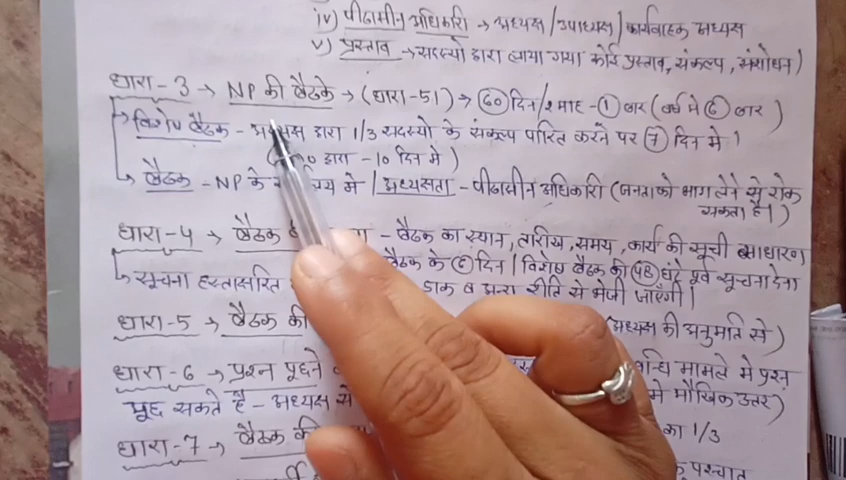 iv) पीठासीन अधिकारी → अध्यक्ष / उपाध्यक्ष / कार्यवाहक अध्यक्ष
v) प्रस्ताव → सदस्यो द्वारा लाया गया कोई प्रस्ताव, संकल्प, संशोधन)
धारा - 3 → NP की बैठके → (धारा - 51) → 60 दिन / 2 माह - 1 बार (वर्ष मे 6 बार)
विशेष बैठक - अध्यक्ष द्वारा 1/3 सदस्यो के संकल्प पारित करने पर 7 दिन मे।
द्वारा - 10 दिन मे)
बैठक - NP के मे / अध्यक्षता - पीठासीन अधिकारी (जनता को भाग लेने से रोक
सकता है।)
धारा - 4 → बैठक - बैठक का स्थान, तारीख, समय, कार्य की सूची साधारण
बैठक के दिन / विशेष बैठक की 48 घंटे पूर्व सूचना देना
सूचना हस्ताक्षरित डाक व अन्य रीति से भेजी जाएँगी।
धारा - 5 → बैठक की (अध्यक्ष की अनुमति से)
धारा - 6 → प्रश्न पूछने मामले मे प्रश्न
पूछ सकते है - अध्यक्ष से मे मौखिक उत्तर)
धारा - 7 → बैठक की का 1/3
पश्चात